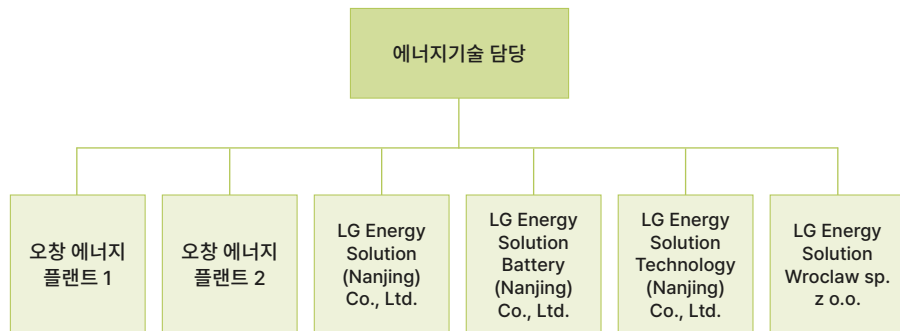 에너지기술 담당
오창 에너지
플랜트 1
오창 에너지
플랜트 2
LG Energy
Solution
(Nanjing)
Co., Ltd.
LG Energy
Solution
Battery
(Nanjing)
Co., Ltd.
LG Energy
Solution
Technology
(Nanjing)
Co., Ltd.
LG Energy
Solution
Wroclaw sp.
z o.o.